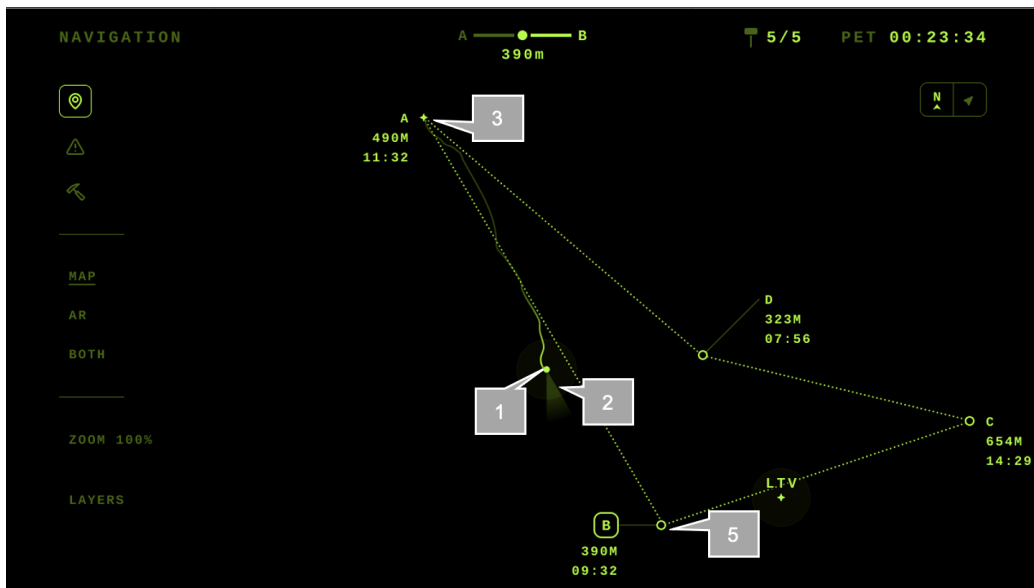 NAVIGATION
A B
390m
5/5
PET 00:23:34
N
A
490M
11:32
3
MAP
AR
BOTH
ZOOM 100%
LAYERS
D
323M
07:56
1
2
C
654M
14:29
LTV
B
390M
09:32
5